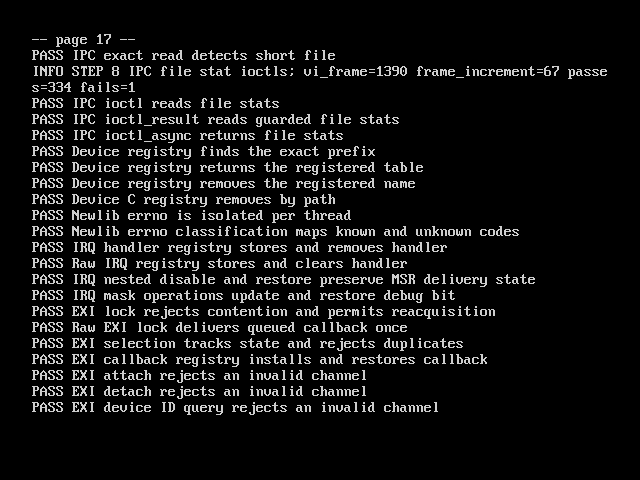 -- page 17 --
PASS IPC exact read detects short file
INFO STEP 8 IPC file stat ioctls; vi_frame=1390 frame_increment=67 passe
s=334 fails=1
PASS IPC ioctl reads file stats
PASS IPC ioctl_result reads guarded file stats
PASS IPC ioctl_async returns file stats
PASS Device registry finds the exact prefix
PASS Device registry returns the registered table
PASS Device registry removes the registered name
PASS Device C registry removes by path
PASS Newlib errno is isolated per thread
PASS Newlib errno classification maps known and unknown codes
PASS IRQ handler registry stores and removes handler
PASS Raw IRQ registry stores and clears handler
PASS IRQ nested disable and restore preserve MSR delivery state
PASS IRQ mask operations update and restore debug bit
PASS EXI lock rejects contention and permits reacquisition
PASS Raw EXI lock delivers queued callback once
PASS EXI selection tracks state and rejects duplicates
PASS EXI callback registry installs and restores callback
PASS EXI attach rejects an invalid channel
PASS EXI detach rejects an invalid channel
PASS EXI device ID query rejects an invalid channel